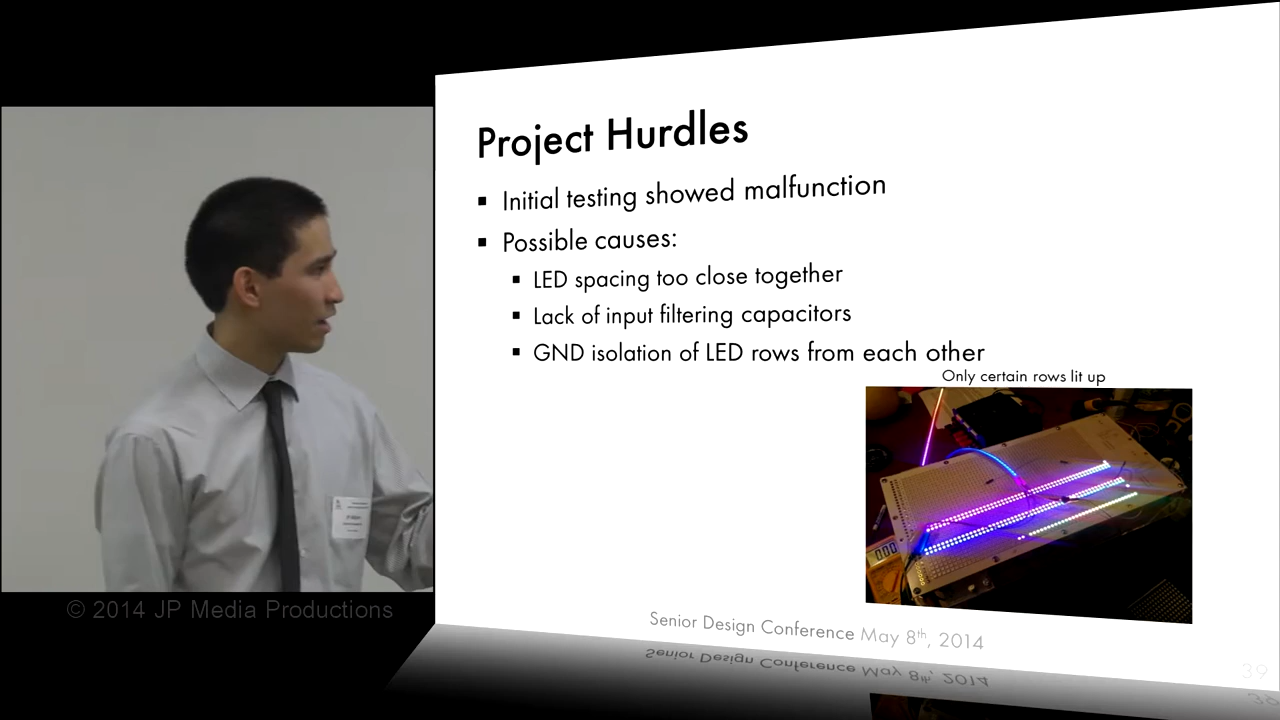 Project Hurdles
Initial testing showed malfunction
Possible causes:
LED spacing too close together
Lack of input filtering capacitors
GND isolation of LED rows from each other
Only certain rows lit up
Senior Design Conference May 8th, 2014
39
© 2014 JP Media Productions